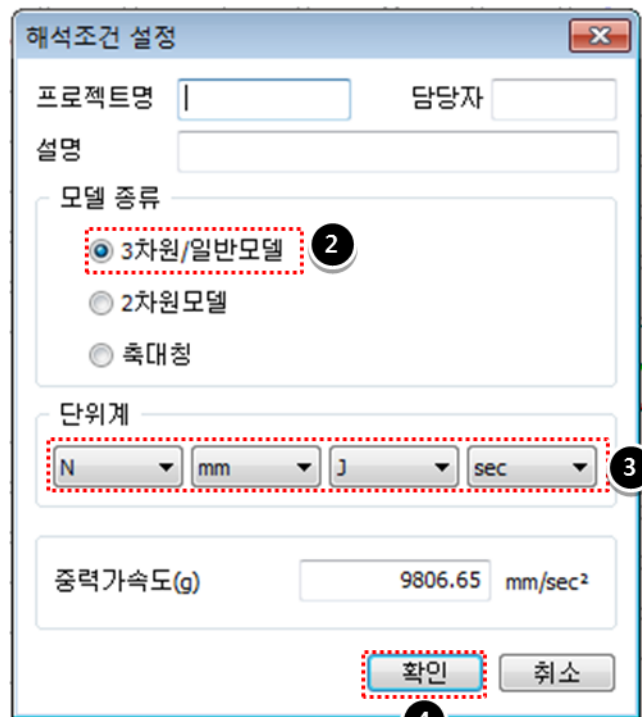 해석조건 설정
프로젝트명 담당자
설명
모델 종류
3차원/일반모델 2
2차원모델
축대칭
단위계
N mm J sec 3
중력가속도(g) 9806.65 mm/sec²
확인 취소
4